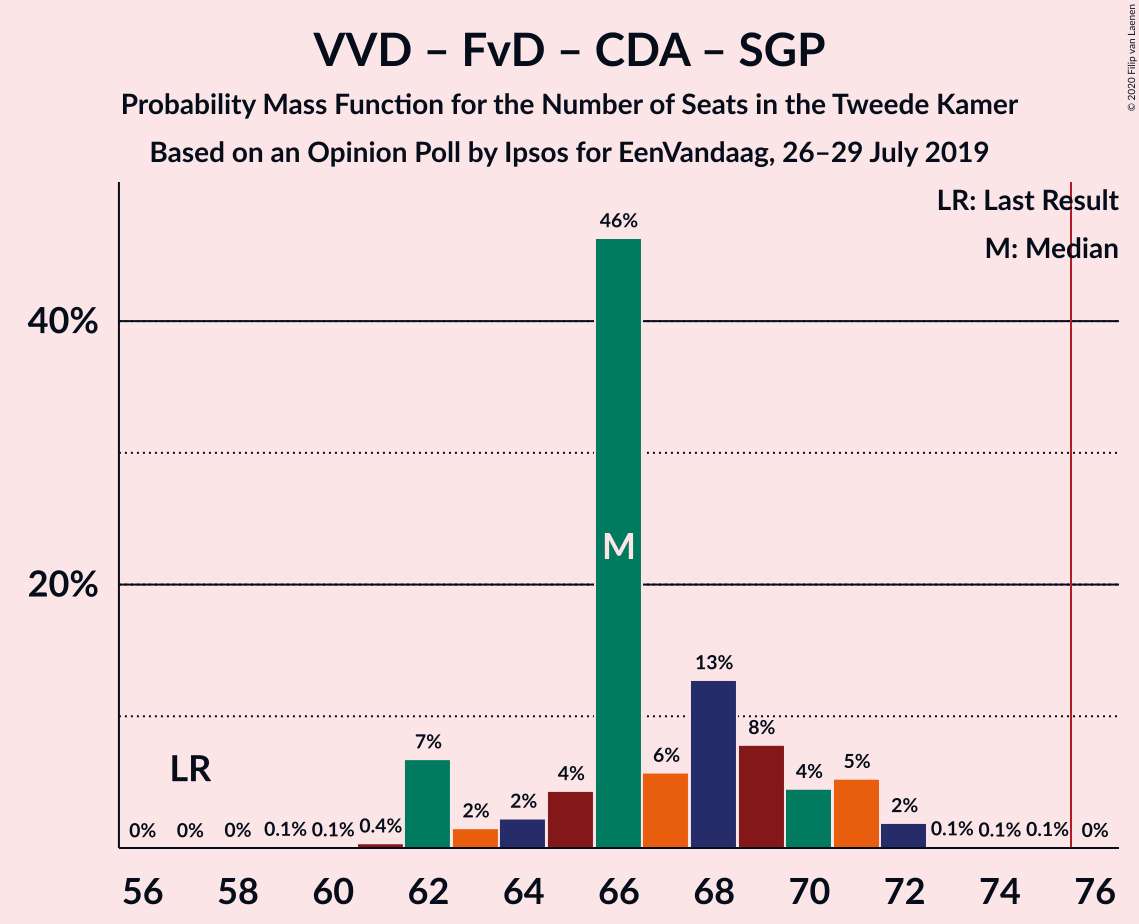 VVD – FvD – CDA – SGP
Probability Mass Function for the Number of Seats in the Tweede Kamer
Based on an Opinion Poll by Ipsos for EenVandaag, 26–29 July 2019
© 2020 Filip van Laenen
LR: Last Result
M: Median
40%
20%
0% 0% 0% 0.1% 0.1% 0.4% 7% 2% 2% 4% 46% 6% 13% 8% 4% 5% 2% 0.1% 0.1% 0.1% 0%
LR
M
56 58 60 62 64 66 68 70 72 74 76